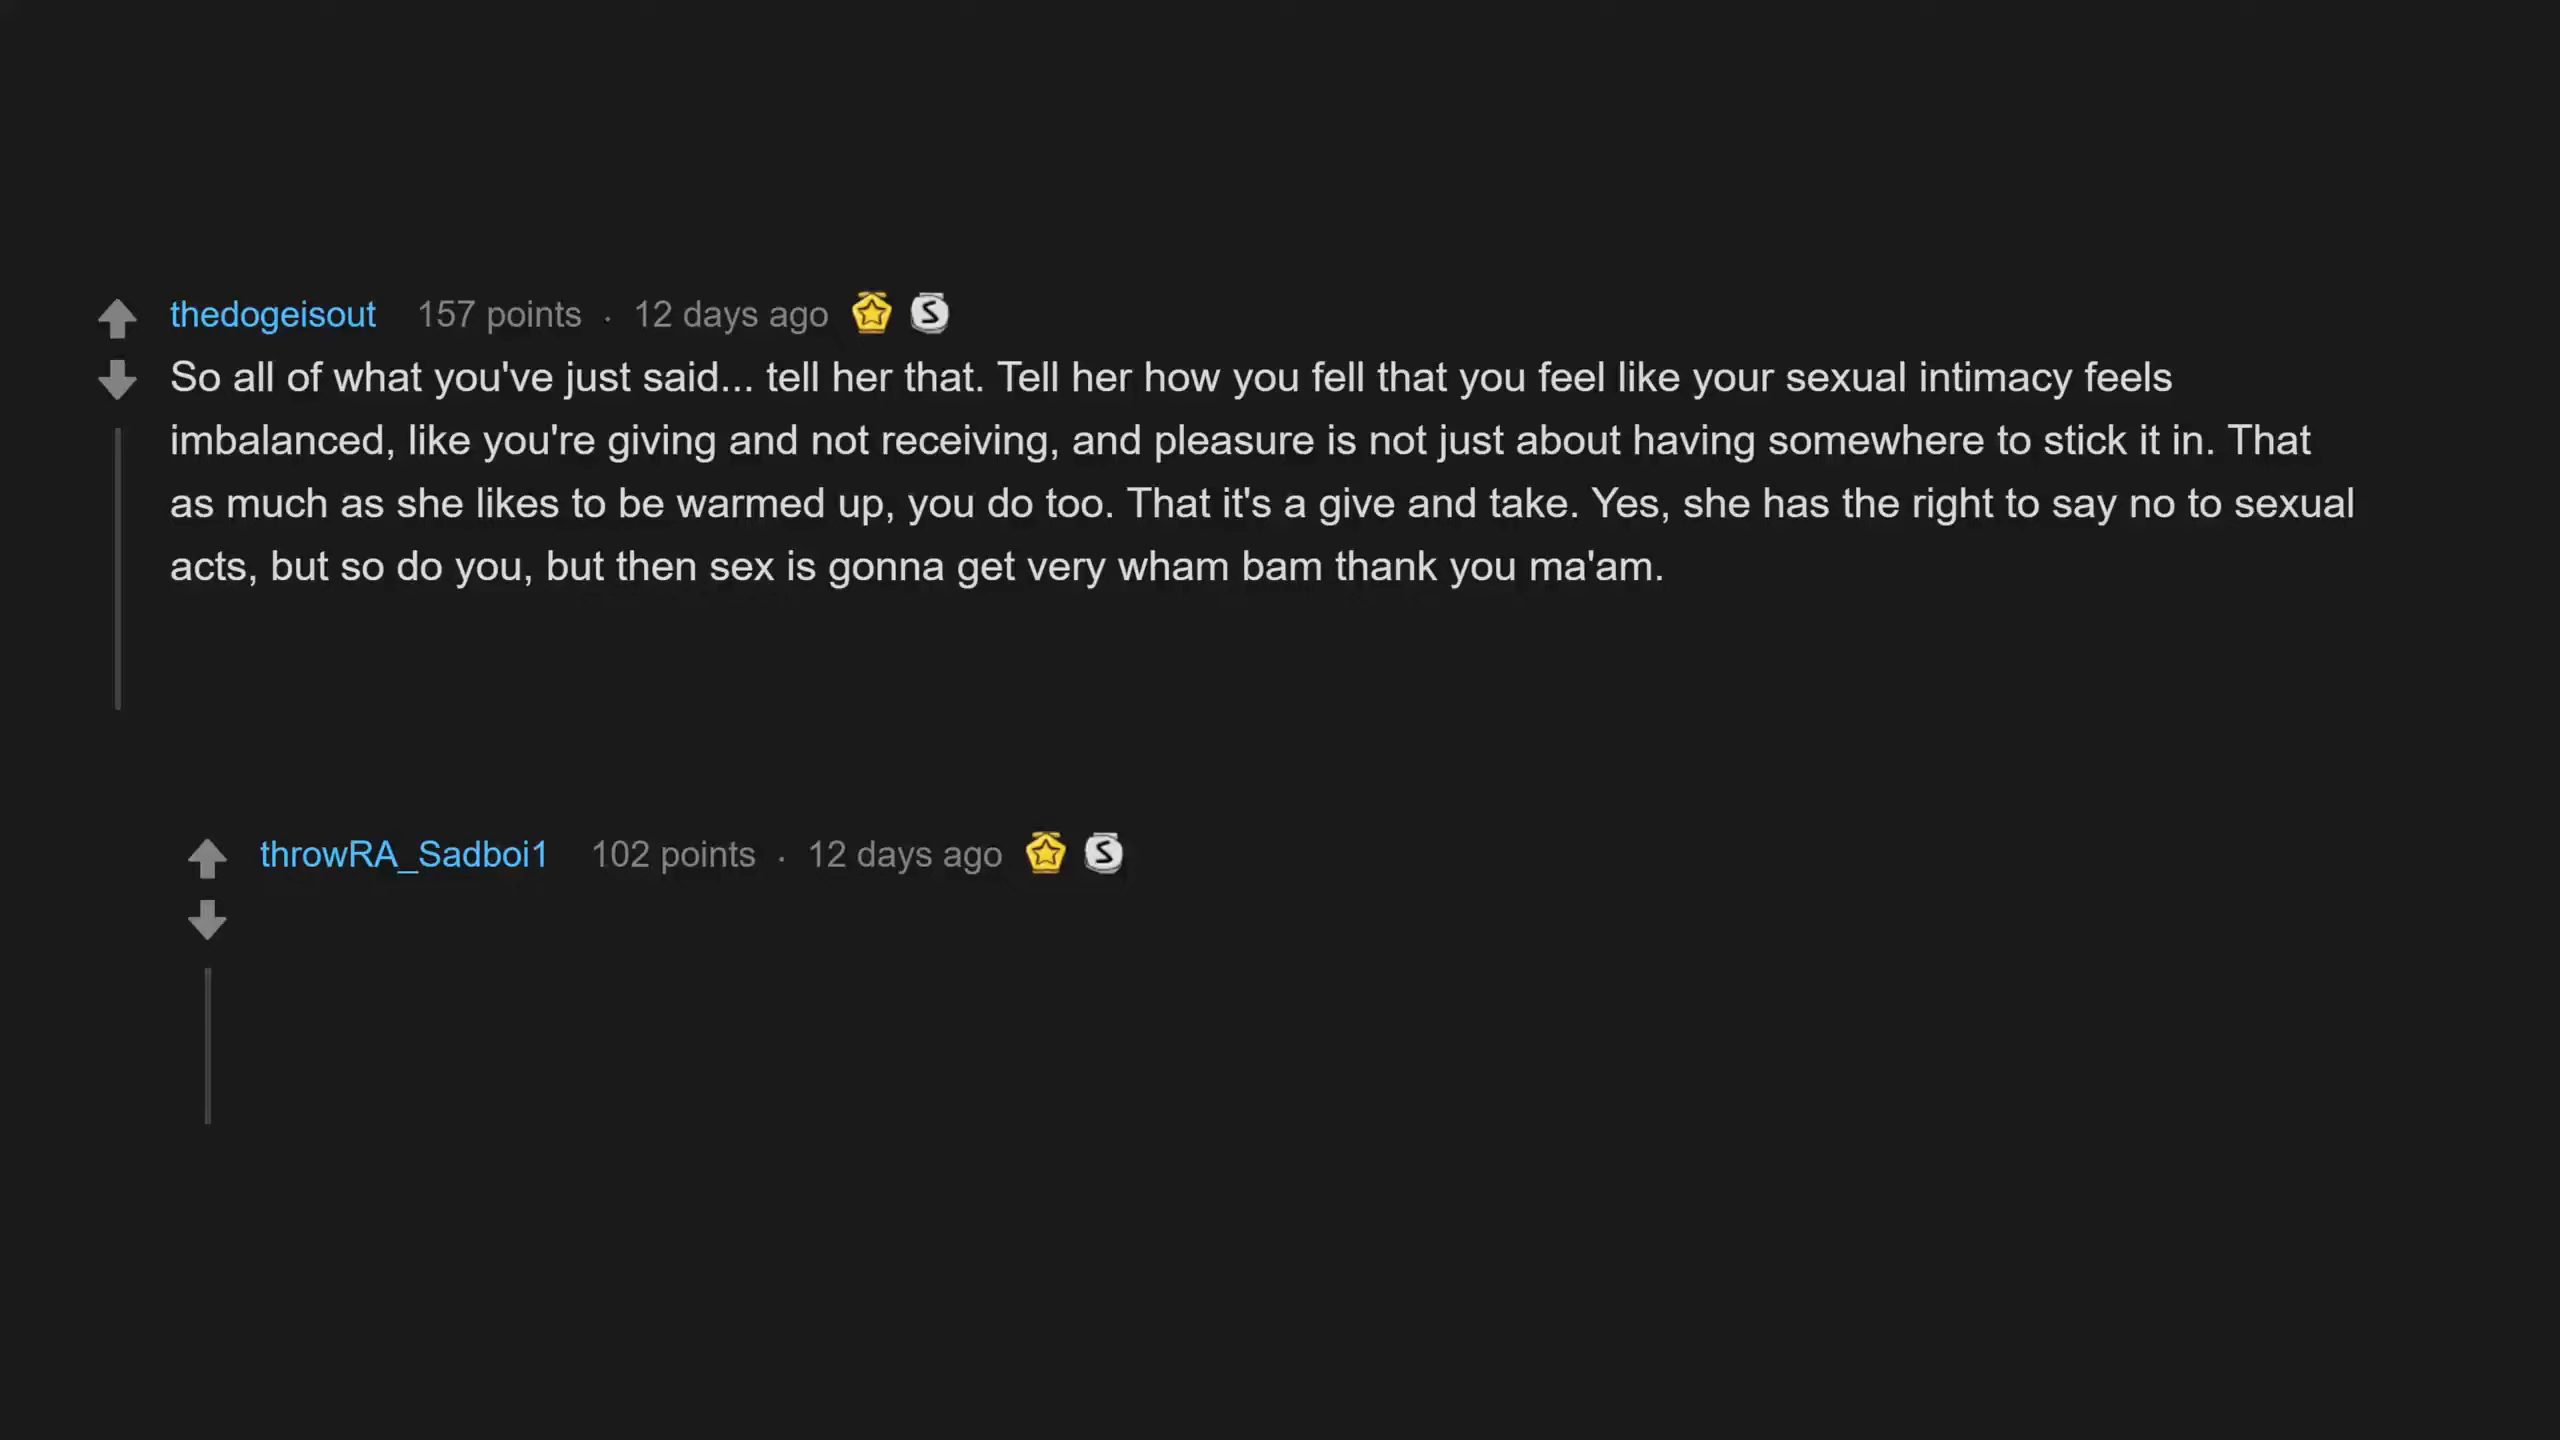 thedogeisout 157 points · 12 days ago S
So all of what you've just said... tell her that. Tell her how you fell that you feel like your sexual intimacy feels
imbalanced, like you're giving and not receiving, and pleasure is not just about having somewhere to stick it in. That
as much as she likes to be warmed up, you do too. That it's a give and take. Yes, she has the right to say no to sexual
acts, but so do you, but then sex is gonna get very wham bam thank you ma'am.
throwRA_Sadboi1 102 points · 12 days ago S